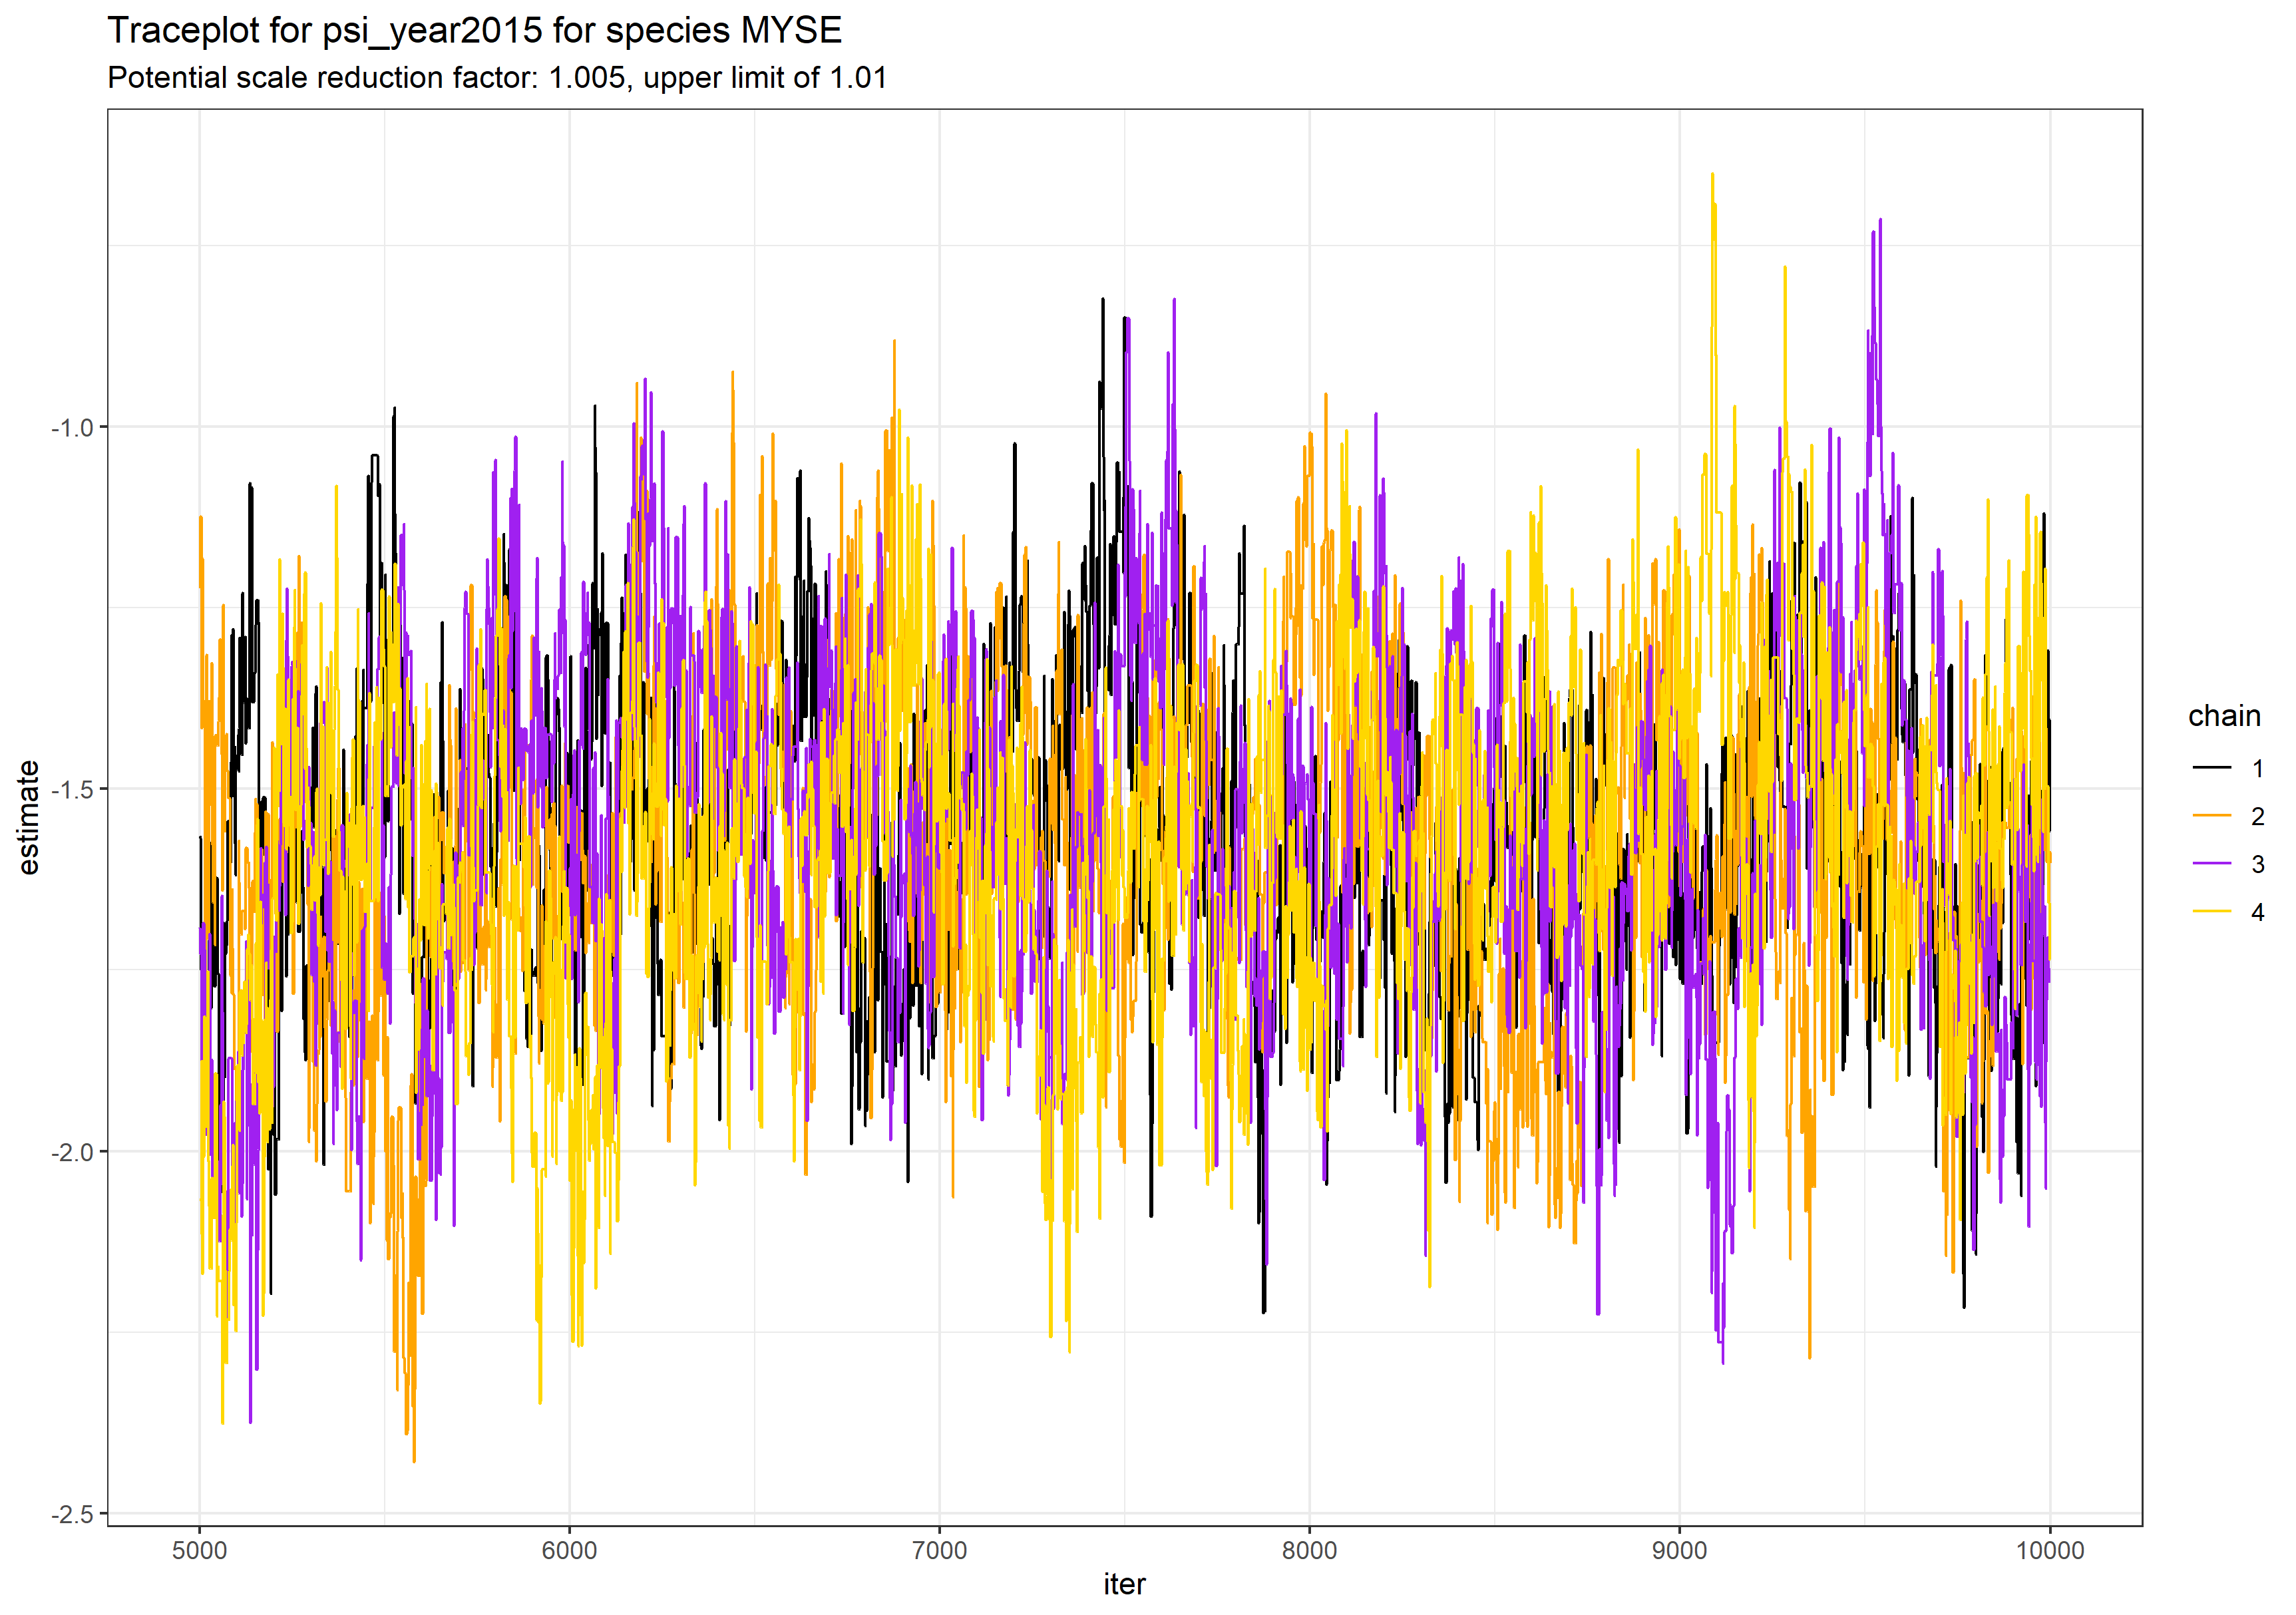 Traceplot for psi_year2015 for species MYSE
Potential scale reduction factor: 1.005, upper limit of 1.01
-1.0
-1.5
-2.0
-2.5
estimate
5000 6000 7000 8000 9000 10000
iter
chain
1
2
3
4